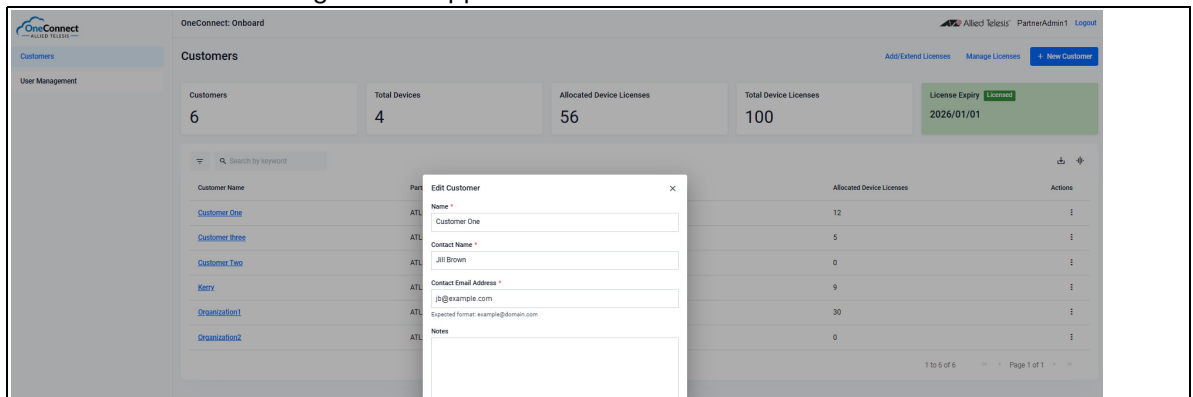 OneConnect
ALLIED TELESIS
OneConnect: Onboard
Allied Telesis PartnerAdmin1 Logout
Customers
User Management
Customers
Add/Extend Licenses Manage Licenses + New Customer
Customers
6
Total Devices
4
Allocated Device Licenses
56
Total Device Licenses
100
License Expiry Licensed
2026/01/01
Search by keyword
Customer Name Part Allocated Device Licenses Actions
Customer One ATL 12
Customer three ATL 5
Customer Two ATL 0
Kerry ATL 9
Organization1 ATL 30
Organization2 ATL 0
1 to 6 of 6 Page 1 of 1
Edit Customer
Name *
Customer One
Contact Name *
Jill Brown
Contact Email Address *
jb@example.com
Expected format: example@domain.com
Notes